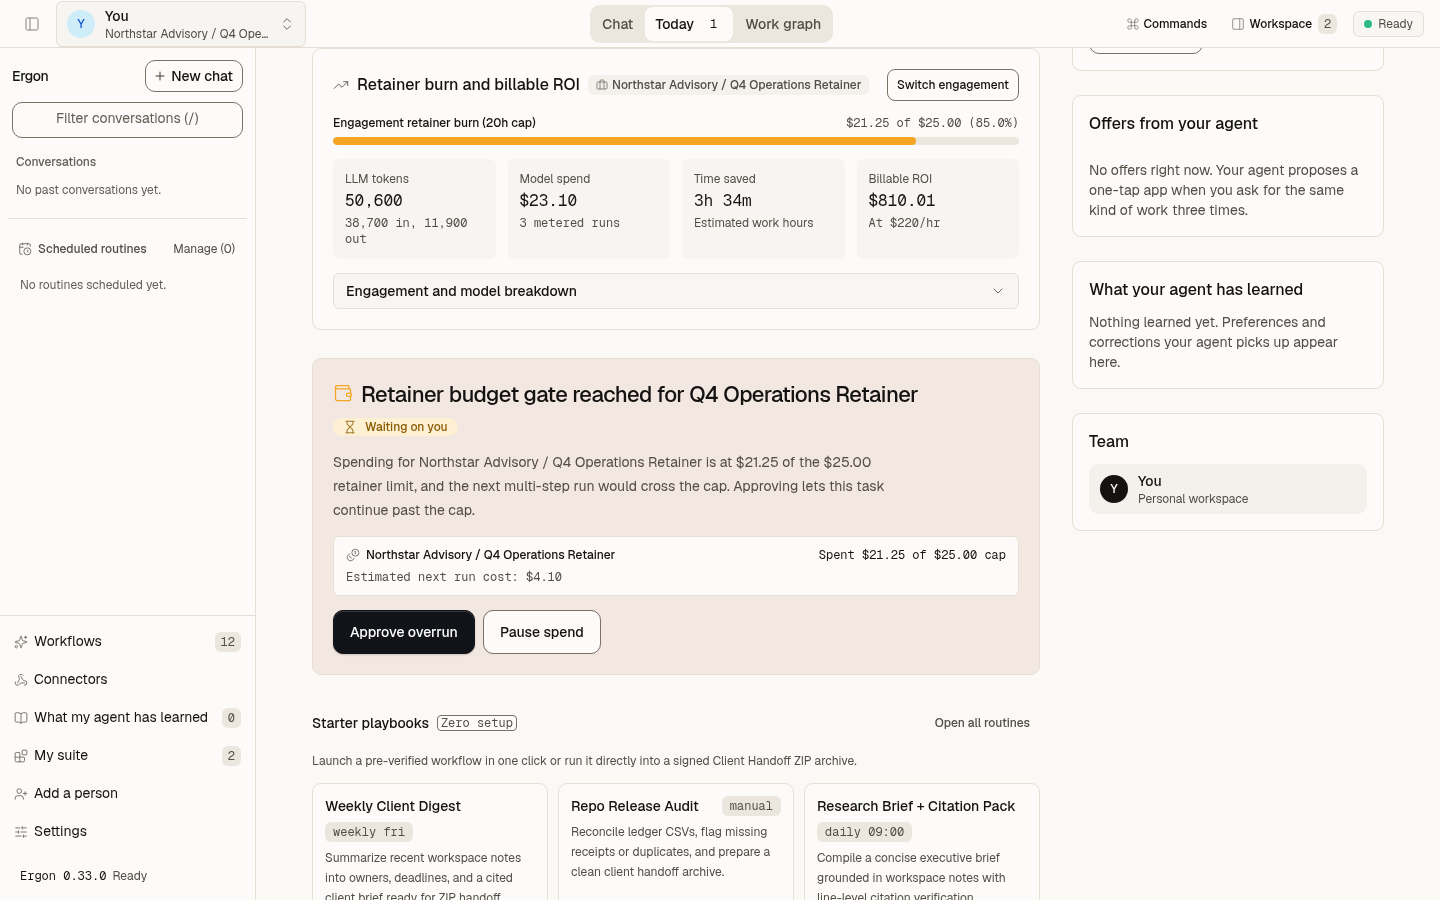 Y
You
Northstar Advisory / Q4 Ope...
Chat
Today 1
Work graph
Commands
Workspace 2
Ready
Ergon
New chat
Filter conversations (/)
Conversations
No past conversations yet.
Scheduled routines
Manage (0)
No routines scheduled yet.
Workflows 12
Connectors
What my agent has learned 0
My suite 2
Add a person
Settings
Ergon 0.33.0 Ready
Retainer burn and billable ROI
Northstar Advisory / Q4 Operations Retainer
Switch engagement
Engagement retainer burn (20h cap)
$21.25 of $25.00 (85.0%)
LLM tokens
50,600
38,700 in, 11,900
out
Model spend
$23.10
3 metered runs
Time saved
3h 34m
Estimated work hours
Billable ROI
$810.01
At $220/hr
Engagement and model breakdown
Retainer budget gate reached for Q4 Operations Retainer
Waiting on you
Spending for Northstar Advisory / Q4 Operations Retainer is at $21.25 of the $25.00
retainer limit, and the next multi-step run would cross the cap. Approving lets this task
continue past the cap.
Northstar Advisory / Q4 Operations Retainer
Spent $21.25 of $25.00 cap
Estimated next run cost: $4.10
Approve overrun
Pause spend
Starter playbooks
Zero setup
Open all routines
Launch a pre-verified workflow in one click or run it directly into a signed Client Handoff ZIP archive.
Weekly Client Digest
weekly fri
Summarize recent workspace notes
into owners, deadlines, and a cited
client brief ready for ZIP handoff
Repo Release Audit
manual
Reconcile ledger CSVs, flag missing
receipts or duplicates, and prepare a
clean client handoff archive.
Research Brief + Citation Pack
daily 09:00
Compile a concise executive brief
grounded in workspace notes with
line-level citation verification
Offers from your agent
No offers right now. Your agent proposes a
one-tap app when you ask for the same
kind of work three times.
What your agent has learned
Nothing learned yet. Preferences and
corrections your agent picks up appear
here.
Team
Y
You
Personal workspace